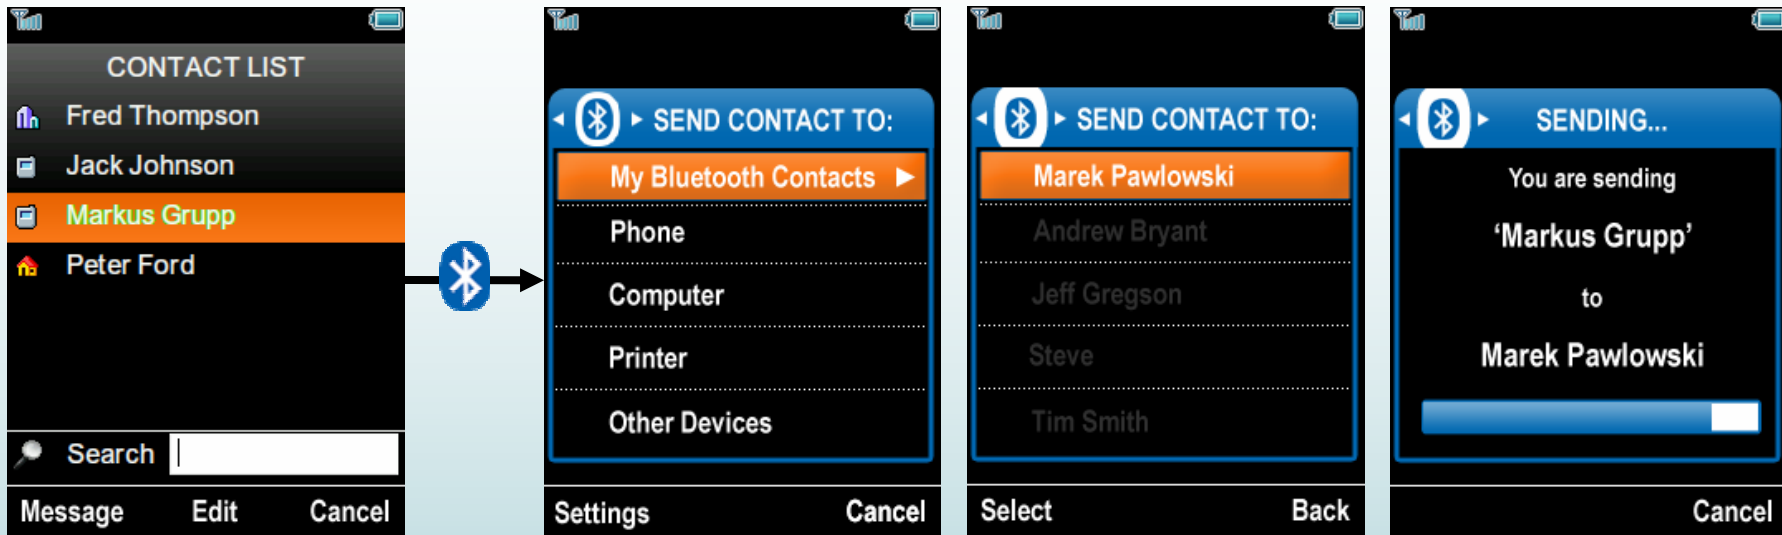 CONTACT LIST
Fred Thompson
Jack Johnson
Markus Grupp
Peter Ford
Search
Message Edit Cancel
SEND CONTACT TO:
My Bluetooth Contacts
Phone
Computer
Printer
Other Devices
Settings Cancel
SEND CONTACT TO:
Marek Pawlowski
Andrew Bryant
Jeff Gregson
Steve
Tim Smith
Select Back
SENDING...
You are sending
‘Markus Grupp’
to
Marek Pawlowski
Cancel